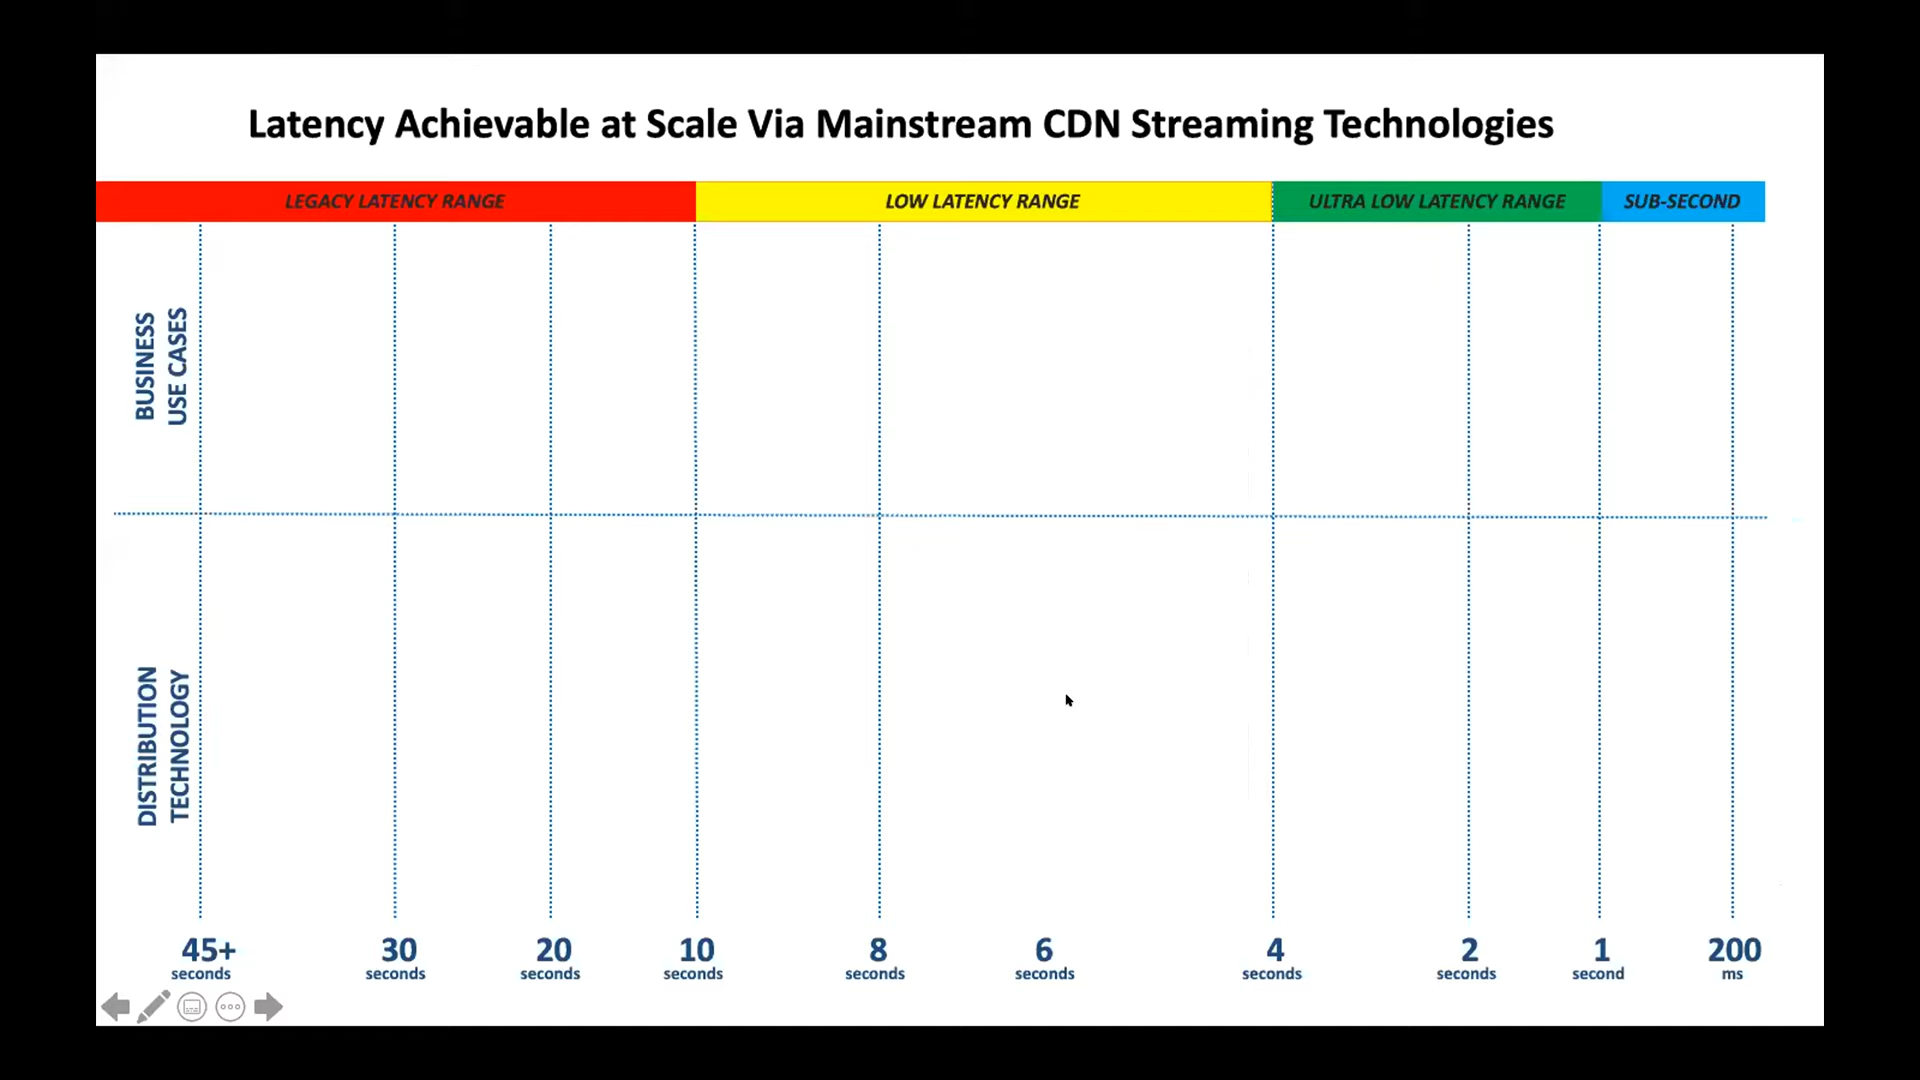 Latency Achievable at Scale Via Mainstream CDN Streaming Technologies
LEGACY LATENCY RANGE
LOW LATENCY RANGE
ULTRA LOW LATENCY RANGE
SUB-SECOND
BUSINESS
USE CASES
DISTRIBUTION
TECHNOLOGY
45+
seconds
30
seconds
20
seconds
10
seconds
8
seconds
6
seconds
4
seconds
2
seconds
1
second
200
ms